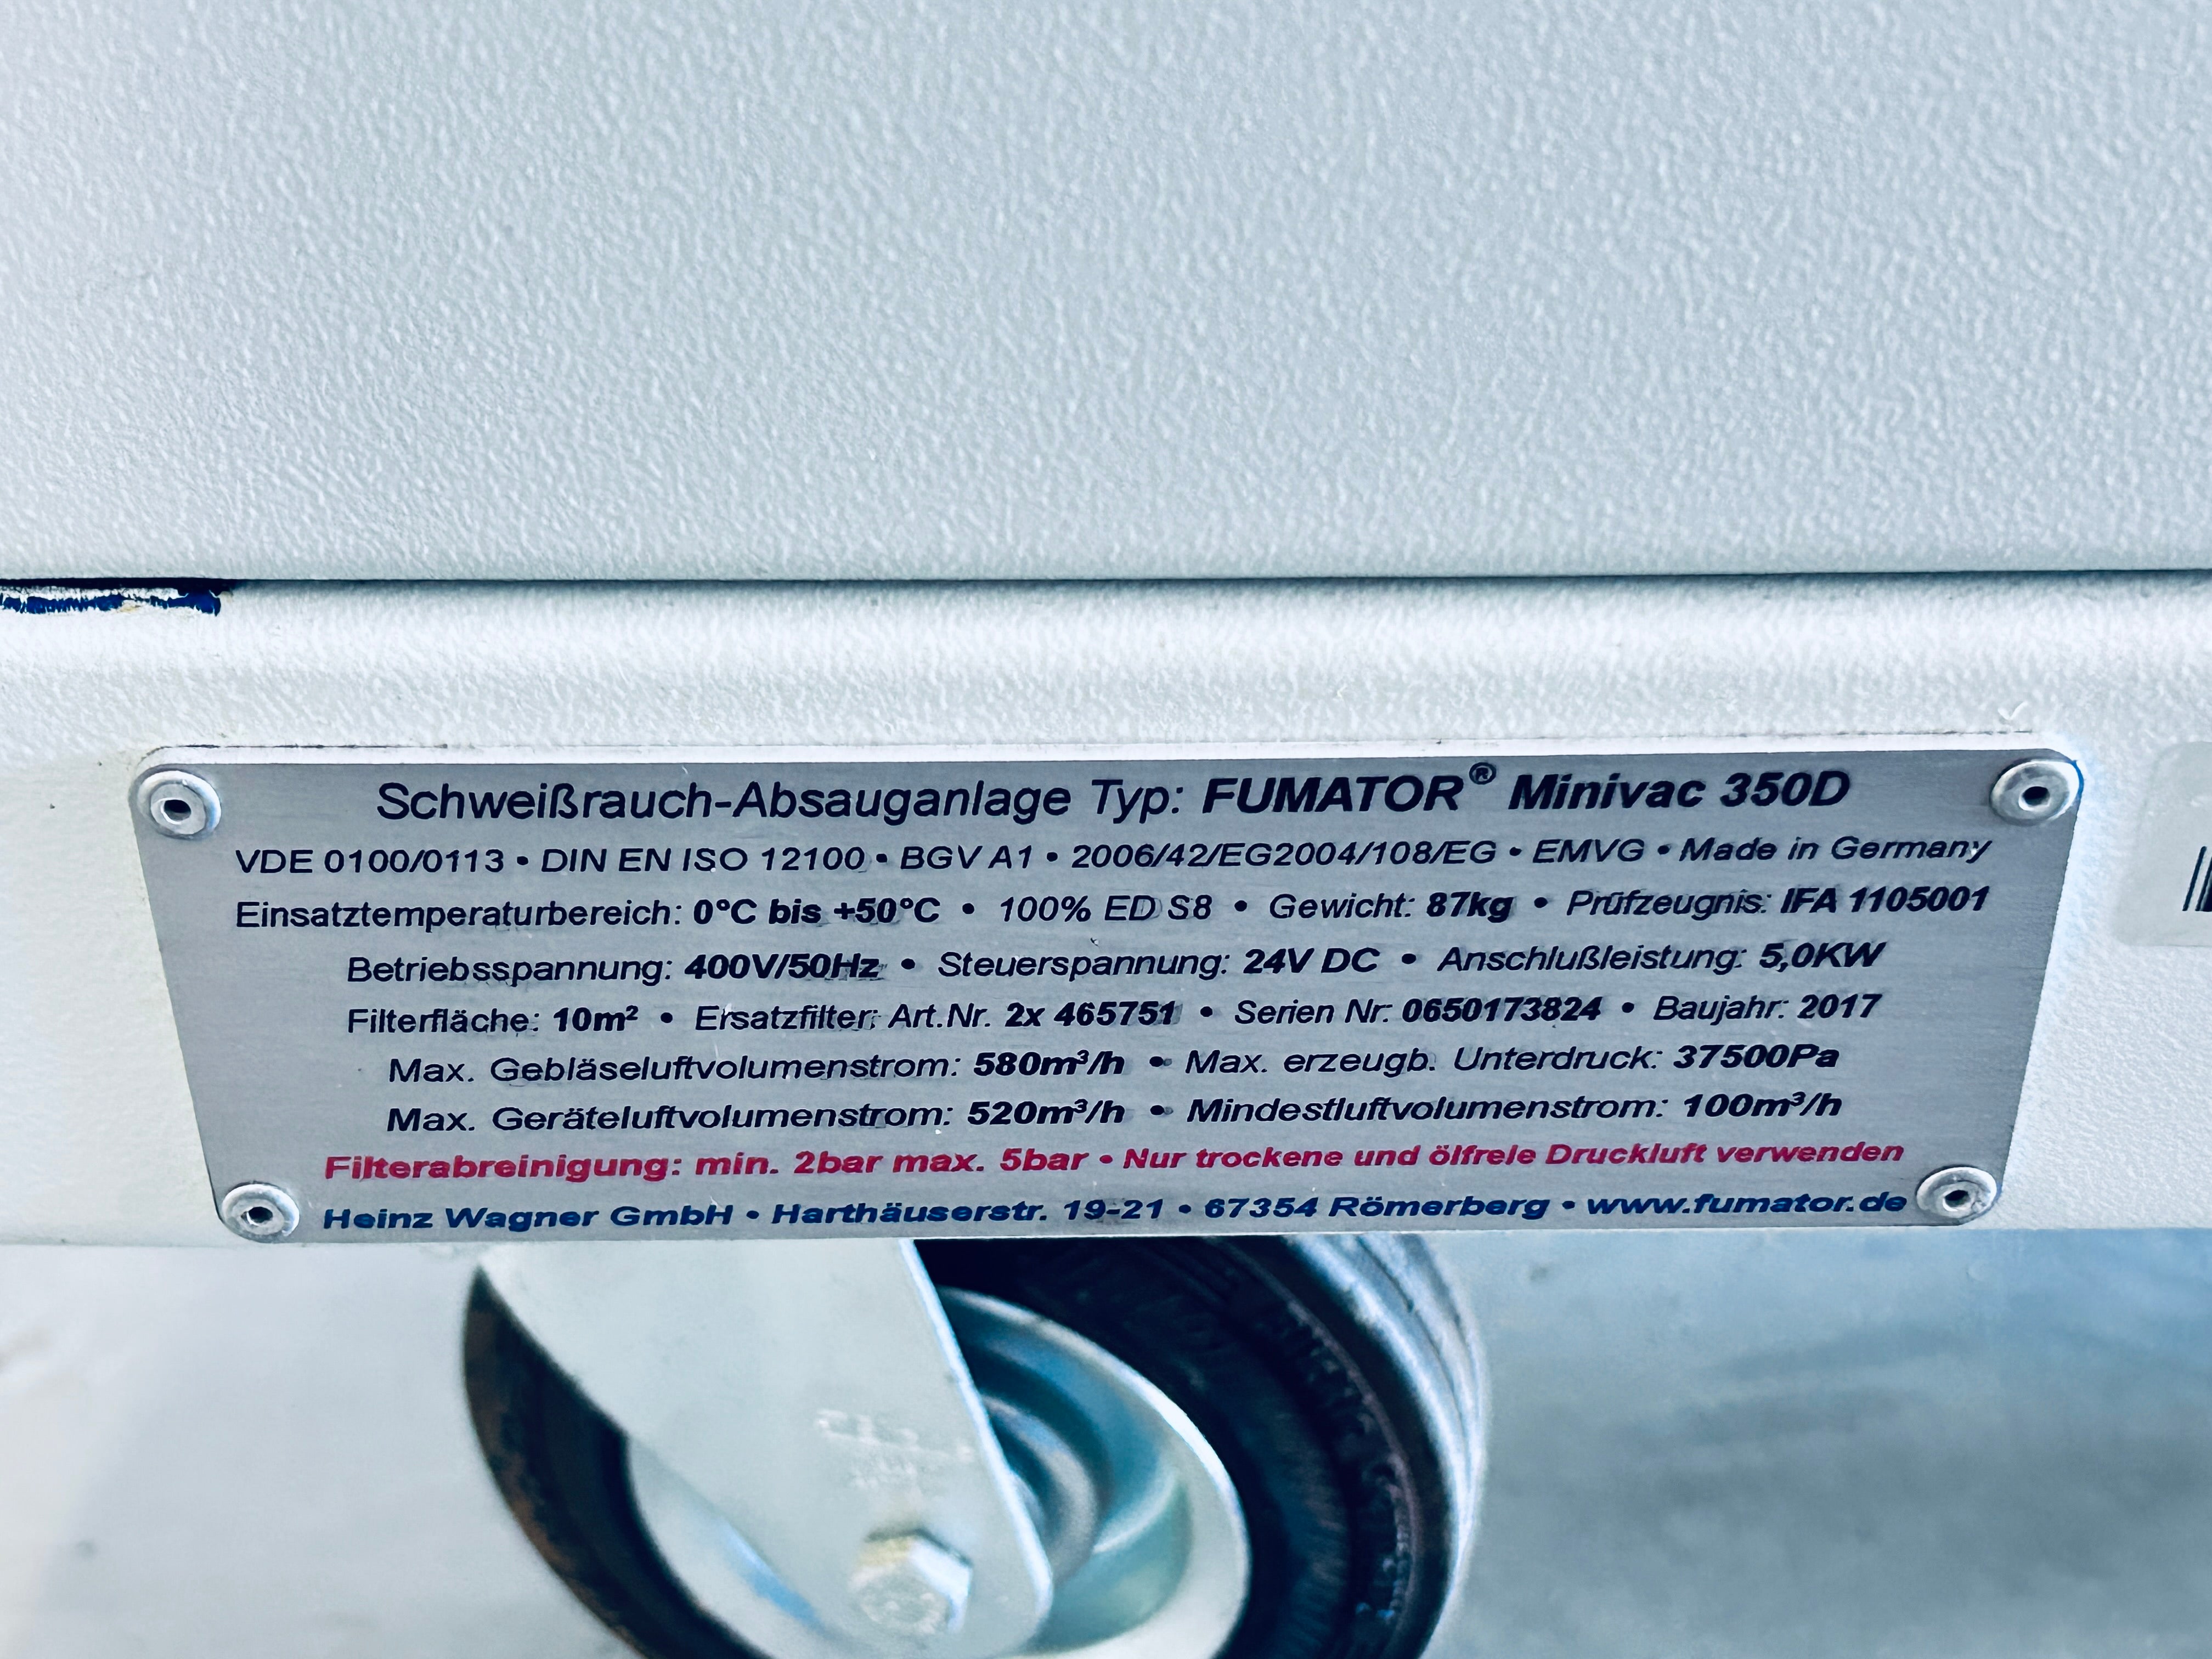 Schweißrauch-Absauganlage Typ: FUMATOR® Minivac 350D
VDE 0100/0113 • DIN EN ISO 12100 • BGV A1 • 2006/42/EG2004/108/EG • EMVG • Made in Germany
Einsatztemperaturbereich: 0°C bis +50°C • 100% ED S8 • Gewicht: 87kg • Prüfzeugnis: IFA 1105001
Betriebsspannung: 400V/50Hz • Steuerspannung: 24V DC • Anschlußleistung: 5,0KW
Filterfläche: 10m² • Ersatzfilter: Art.Nr. 2x 465751 • Serien Nr: 0650173824 • Baujahr: 2017
Max. Gebläseluftvolumenstrom: 580m³/h • Max. erzeugb. Unterdruck: 37500Pa
Max. Geräteluftvolumenstrom: 520m³/h • Mindestluftvolumenstrom: 100m³/h
Filterabreinigung: min. 2bar max. 5bar • Nur trockene und ölfreie Druckluft verwenden
Heinz Wagner GmbH • Harthäuserstr. 19-21 • 67354 Römerberg • www.fumator.de